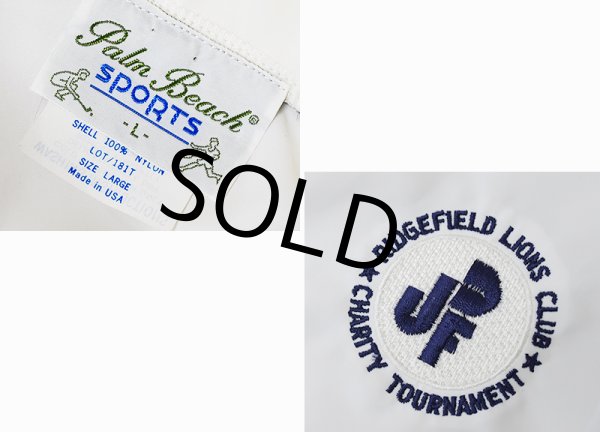 Palm Beach®
SPORTS
-L-
SHELL 100% NYLON
LOT/181T
SIZE LARGE
Made in USA
SOLD
RIDGEFIELD LIONS CLUB
★ CHARITY TOURNAMENT ★
JDF